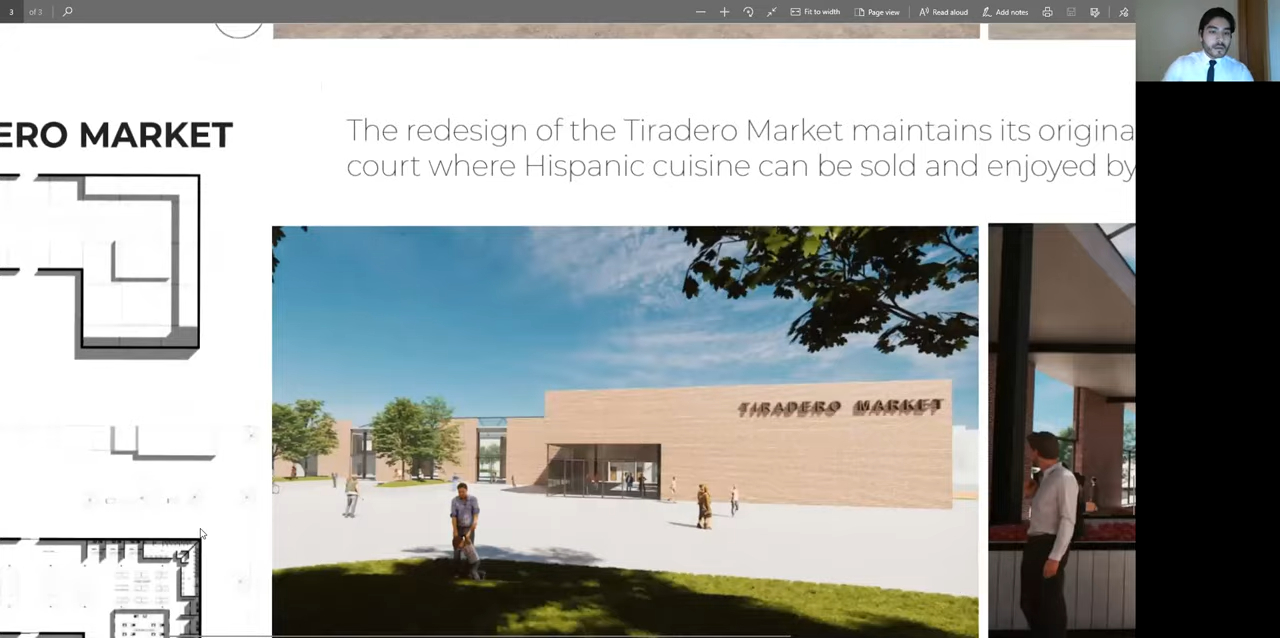 3 of 3 Fit to width Page view Read aloud Add notes
ERO MARKET
The redesign of the Tiradero Market maintains its origina
court where Hispanic cuisine can be sold and enjoyed by
TIRADERO MARKET